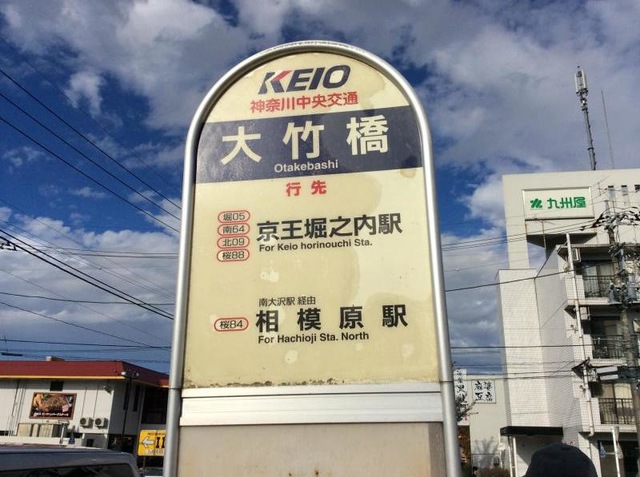 KEIO
神奈川中央交通
大竹橋
Otakebashi
行先
堀05
南64
北09
桜88
京王堀之内駅
For Keio horinouchi Sta.
南大沢駅 経由
桜84
相模原駅
For Hachioji Sta. North
九州屋